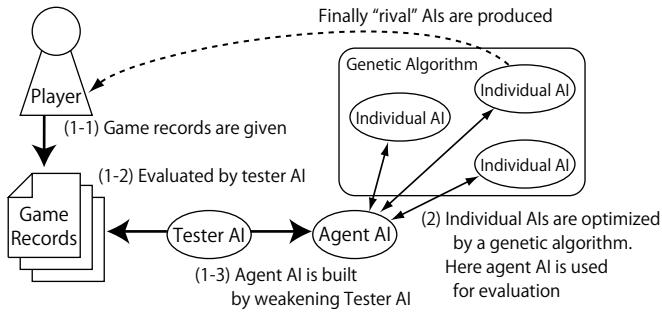 Finally “rival” AIs are produced
Genetic Algorithm
Player
Individual AI
Individual AI
(1-1) Game records are given
Individual AI
(1-2) Evaluated by tester AI
Game
Records
Tester AI
Agent AI
(2) Individual AIs are optimized
by a genetic algorithm.
Here agent AI is used
for evaluation
(1-3) Agent AI is built
by weakening Tester AI